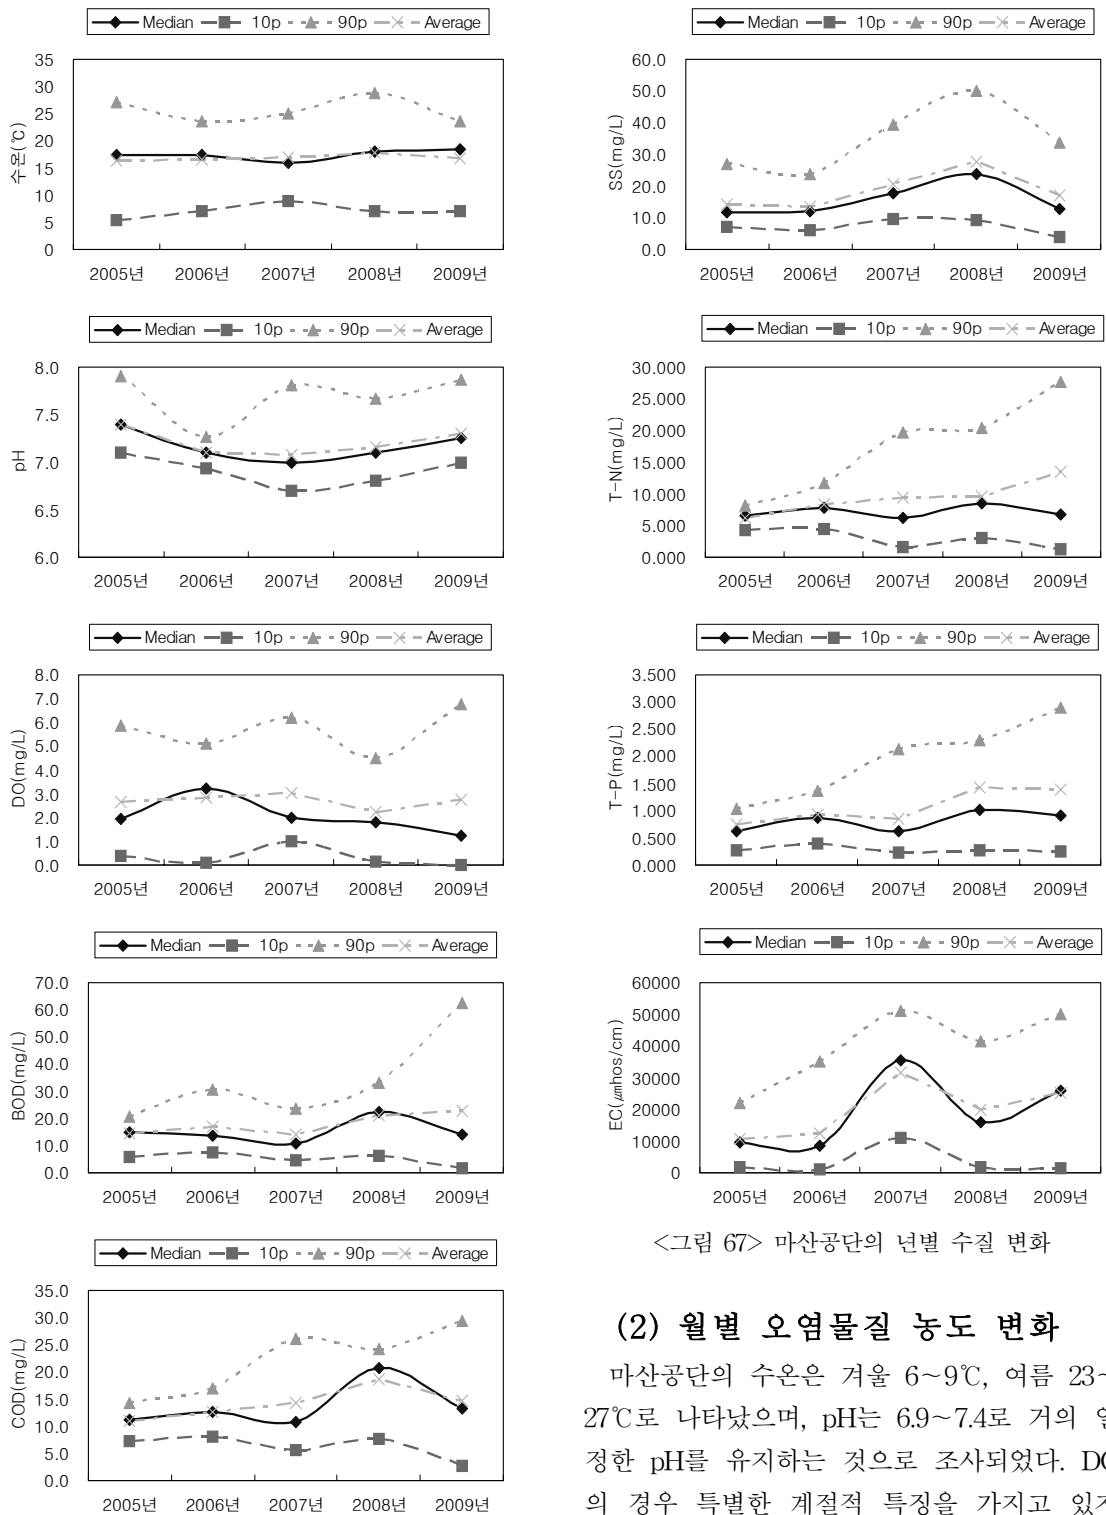 Median 10p 90p Average
35
30
25
20
15
10
5
0
수온(℃)
2005년 2006년 2007년 2008년 2009년
Median 10p 90p Average
8.0
7.5
7.0
6.5
6.0
pH
2005년 2006년 2007년 2008년 2009년
Median 10p 90p Average
8.0
7.0
6.0
5.0
4.0
3.0
2.0
1.0
0.0
DO(mg/L)
2005년 2006년 2007년 2008년 2009년
Median 10p 90p Average
70.0
60.0
50.0
40.0
30.0
20.0
10.0
0.0
BOD(mg/L)
2005년 2006년 2007년 2008년 2009년
Median 10p 90p Average
35.0
30.0
25.0
20.0
15.0
10.0
5.0
0.0
COD(mg/L)
2005년 2006년 2007년 2008년 2009년
Median 10p 90p Average
60.0
50.0
40.0
30.0
20.0
10.0
0.0
SS(mg/L)
2005년 2006년 2007년 2008년 2009년
Median 10p 90p Average
30.000
25.000
20.000
15.000
10.000
5.000
0.000
T-N(mg/L)
2005년 2006년 2007년 2008년 2009년
Median 10p 90p Average
3.500
3.000
2.500
2.000
1.500
1.000
0.500
0.000
T-P(mg/L)
2005년 2006년 2007년 2008년 2009년
Median 10p 90p Average
60000
50000
40000
30000
20000
10000
0
EC(㎛hos/cm)
2005년 2006년 2007년 2008년 2009년
<그림 67> 마산공단의 년별 수질 변화
(2) 월별 오염물질 농도 변화
마산공단의 수온은 겨울 6~9℃, 여름 23~
27℃로 나타났으며, pH는 6.9~7.4로 거의 일
정한 pH를 유지하는 것으로 조사되었다. DO
의 경우 특별한 계절적 특징을 가지고 있지